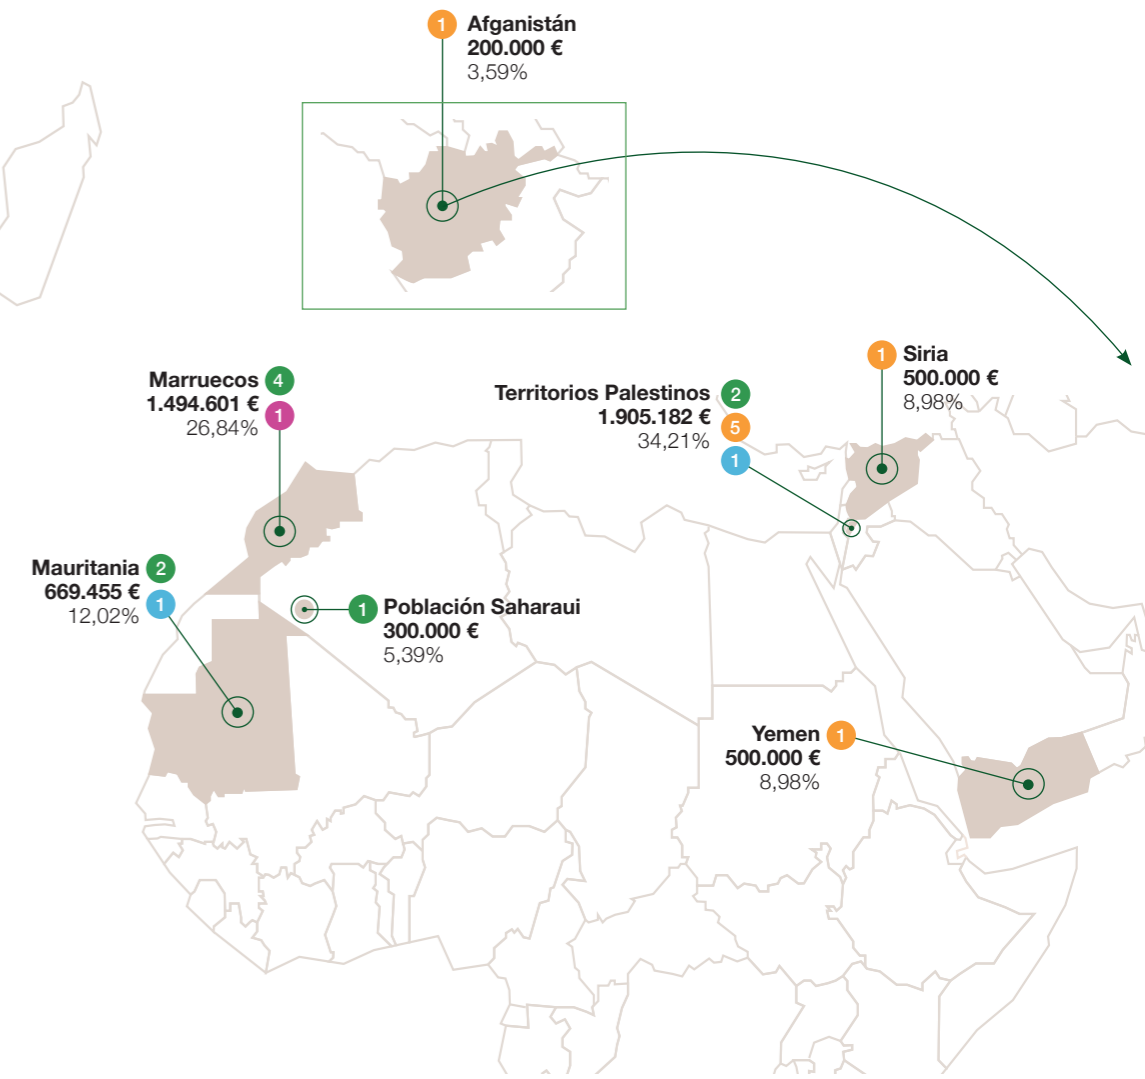 1 Afganistán
200.000 €
3,59%
Marruecos 4
1.494.601 € 1
26,84%
Territorios Palestinos 2
1.905.182 € 5
34,21% 1
1 Siria
500.000 €
8,98%
Mauritania 2
669.455 € 1
12,02%
1 Población Saharaui
300.000 €
5,39%
Yemen 1
500.000 €
8,98%